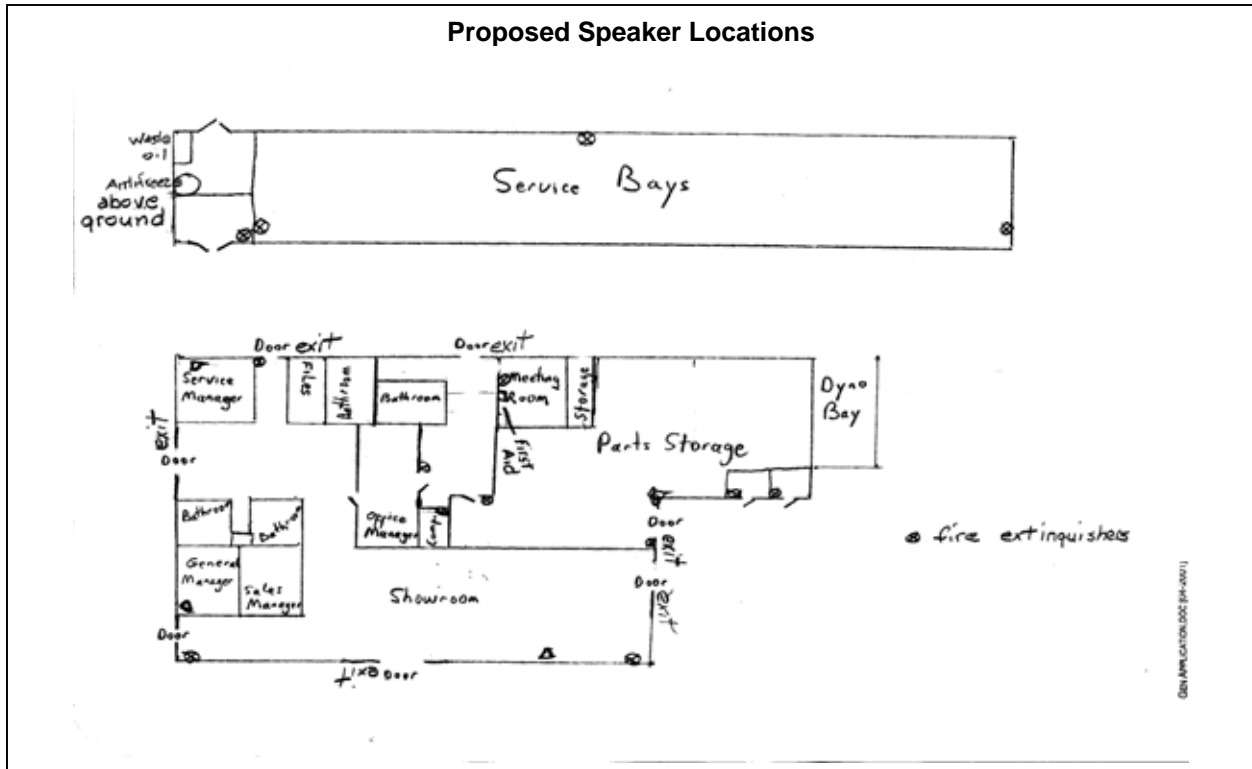 Proposed Speaker Locations
Waste
oil
Antifreez
above
ground
Service Bays
Door exit
Door exit
Service
Manager
Files
Bathroom
Bathroom
Meeting
Room
Storage
Dyno
Bay
exit
Door
First
Aid
Parts Storage
Bathroom
Bathroom
Office
Manager
Door
exit
fire extinguishers
General
Manager
Sales
Manager
Showroom
Door
exit
Door
exit Door